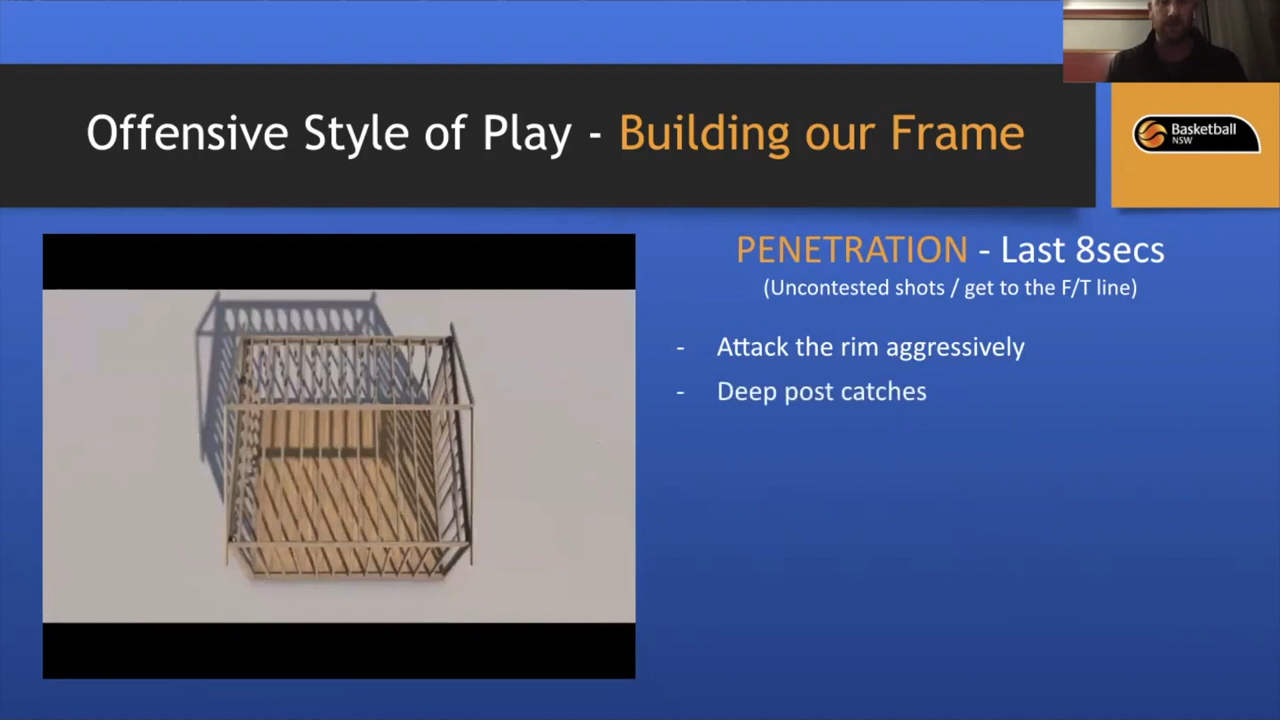 Offensive Style of Play - Building our Frame
Basketball
NSW
PENETRATION - Last 8secs
(Uncontested shots / get to the F/T line)
- Attack the rim aggressively
- Deep post catches